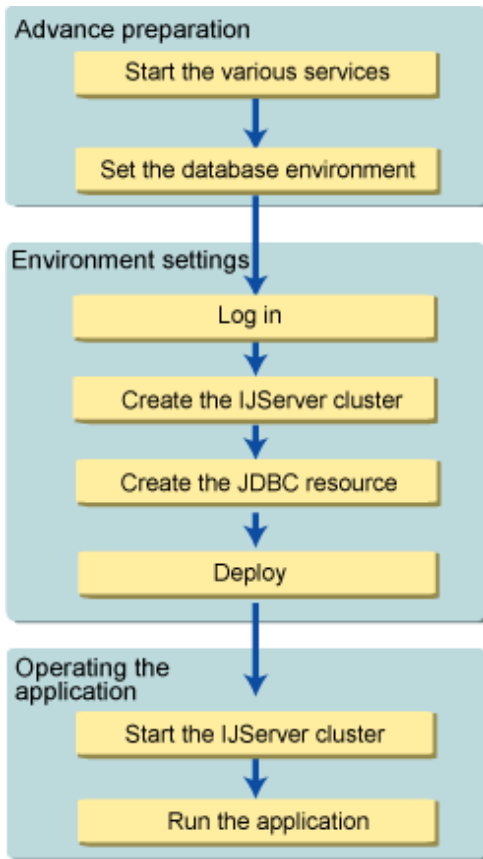 Advance preparation
Start the various services
Set the database environment
Environment settings
Log in
Create the IJServer cluster
Create the JDBC resource
Deploy
Operating the
application
Start the IJServer cluster
Run the application